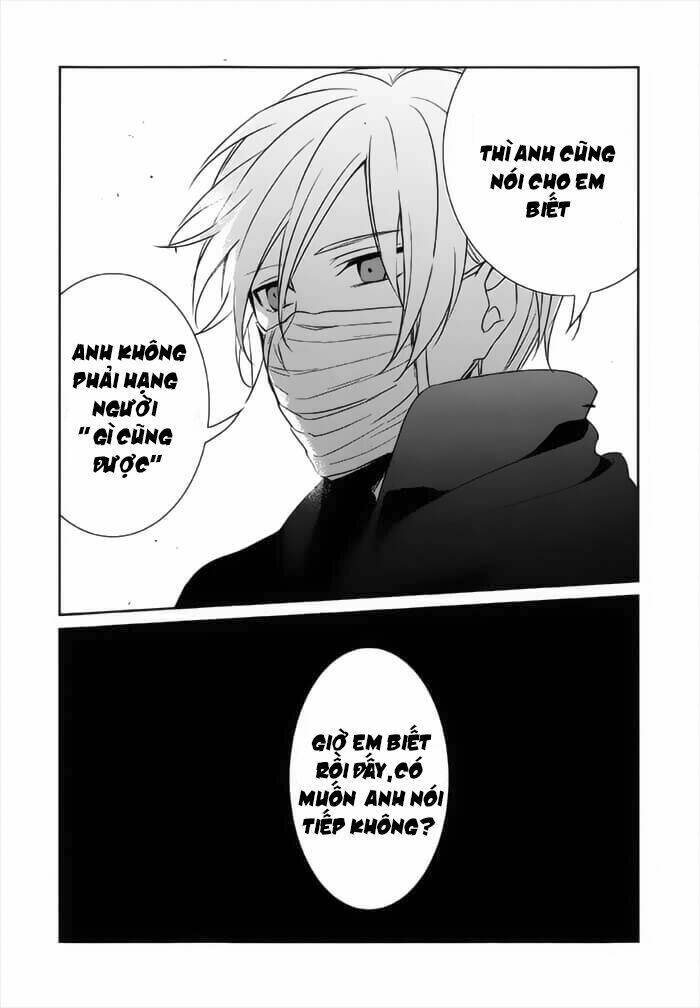 THÌ ANH CŨNG
NÓI CHO EM
BIẾT
ANH KHÔNG
PHẢI HẠNG
NGƯỜI
"GÌ CŨNG
ĐƯỢC"
GIỜ EM BIẾT
RỒI ĐẤY, CÓ
MUỐN ANH NÓI
TIẾP KHÔNG?